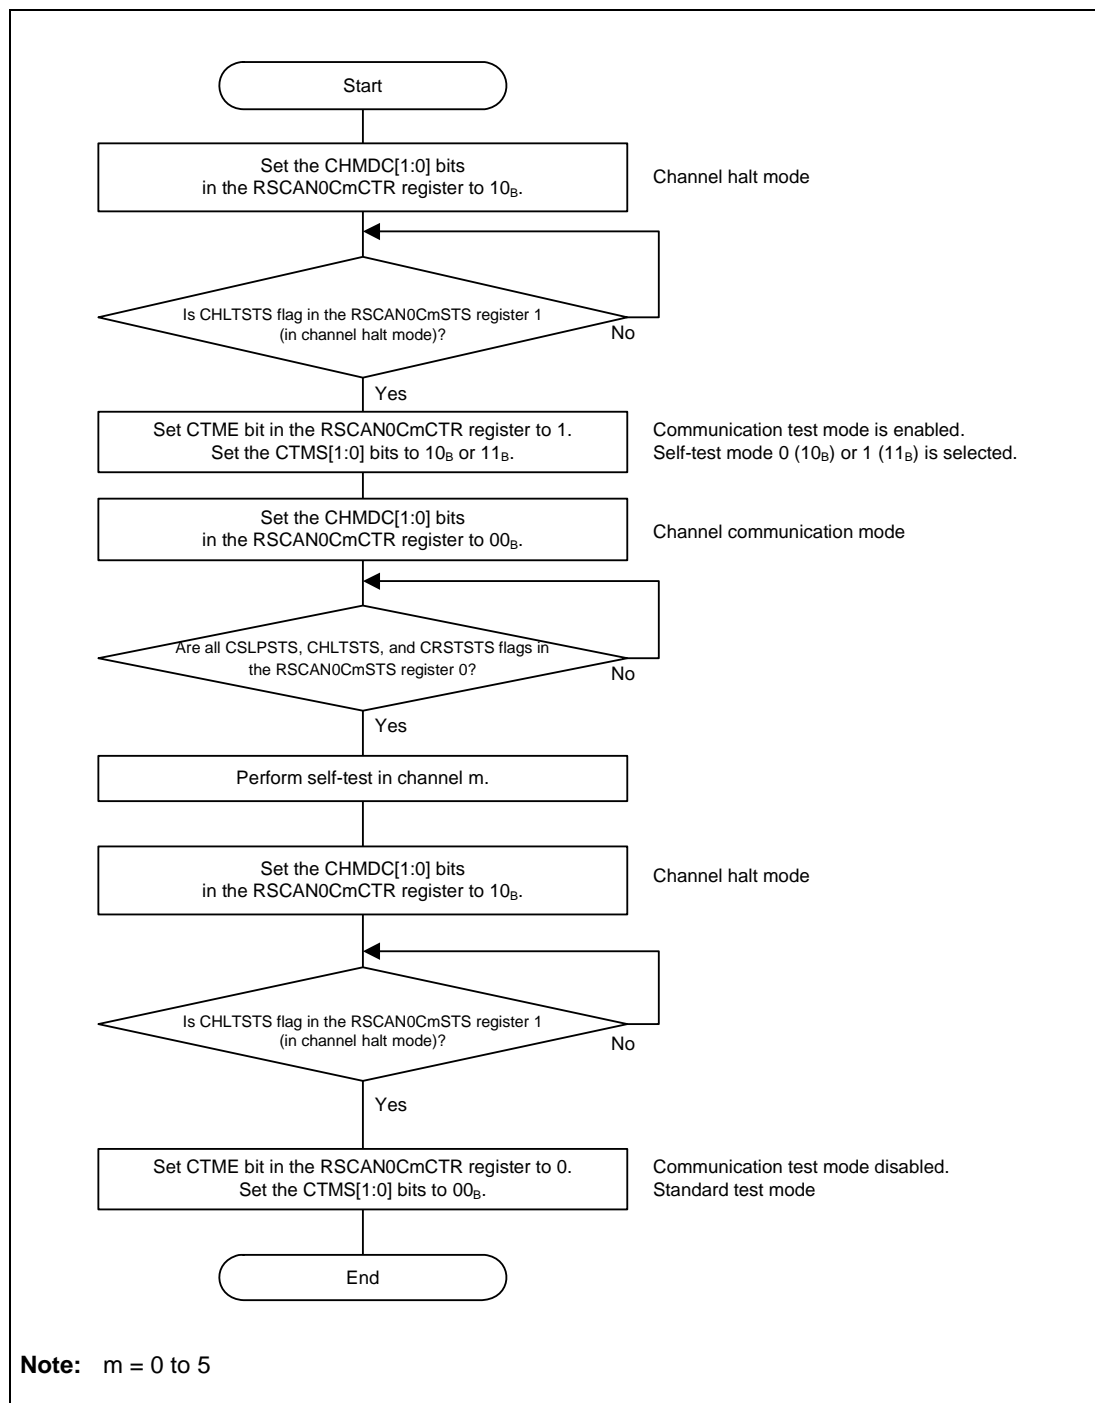 Start
Set the CHMDC[1:0] bits
in the RSCAN0CmCTR register to 10B.
Channel halt mode
Is CHLTSTS flag in the RSCAN0CmSTS register 1
(in channel halt mode)?
No
Yes
Set CTME bit in the RSCAN0CmCTR register to 1.
Set the CTMS[1:0] bits to 10B or 11B.
Communication test mode is enabled.
Self-test mode 0 (10B) or 1 (11B) is selected.
Set the CHMDC[1:0] bits
in the RSCAN0CmCTR register to 00B.
Channel communication mode
Are all CSLPSTS, CHLTSTS, and CRSTSTS flags in
the RSCAN0CmSTS register 0?
No
Yes
Perform self-test in channel m.
Set the CHMDC[1:0] bits
in the RSCAN0CmCTR register to 10B.
Channel halt mode
Is CHLTSTS flag in the RSCAN0CmSTS register 1
(in channel halt mode)?
No
Yes
Set CTME bit in the RSCAN0CmCTR register to 0.
Set the CTMS[1:0] bits to 00B.
Communication test mode disabled.
Standard test mode
End
Note: m = 0 to 5